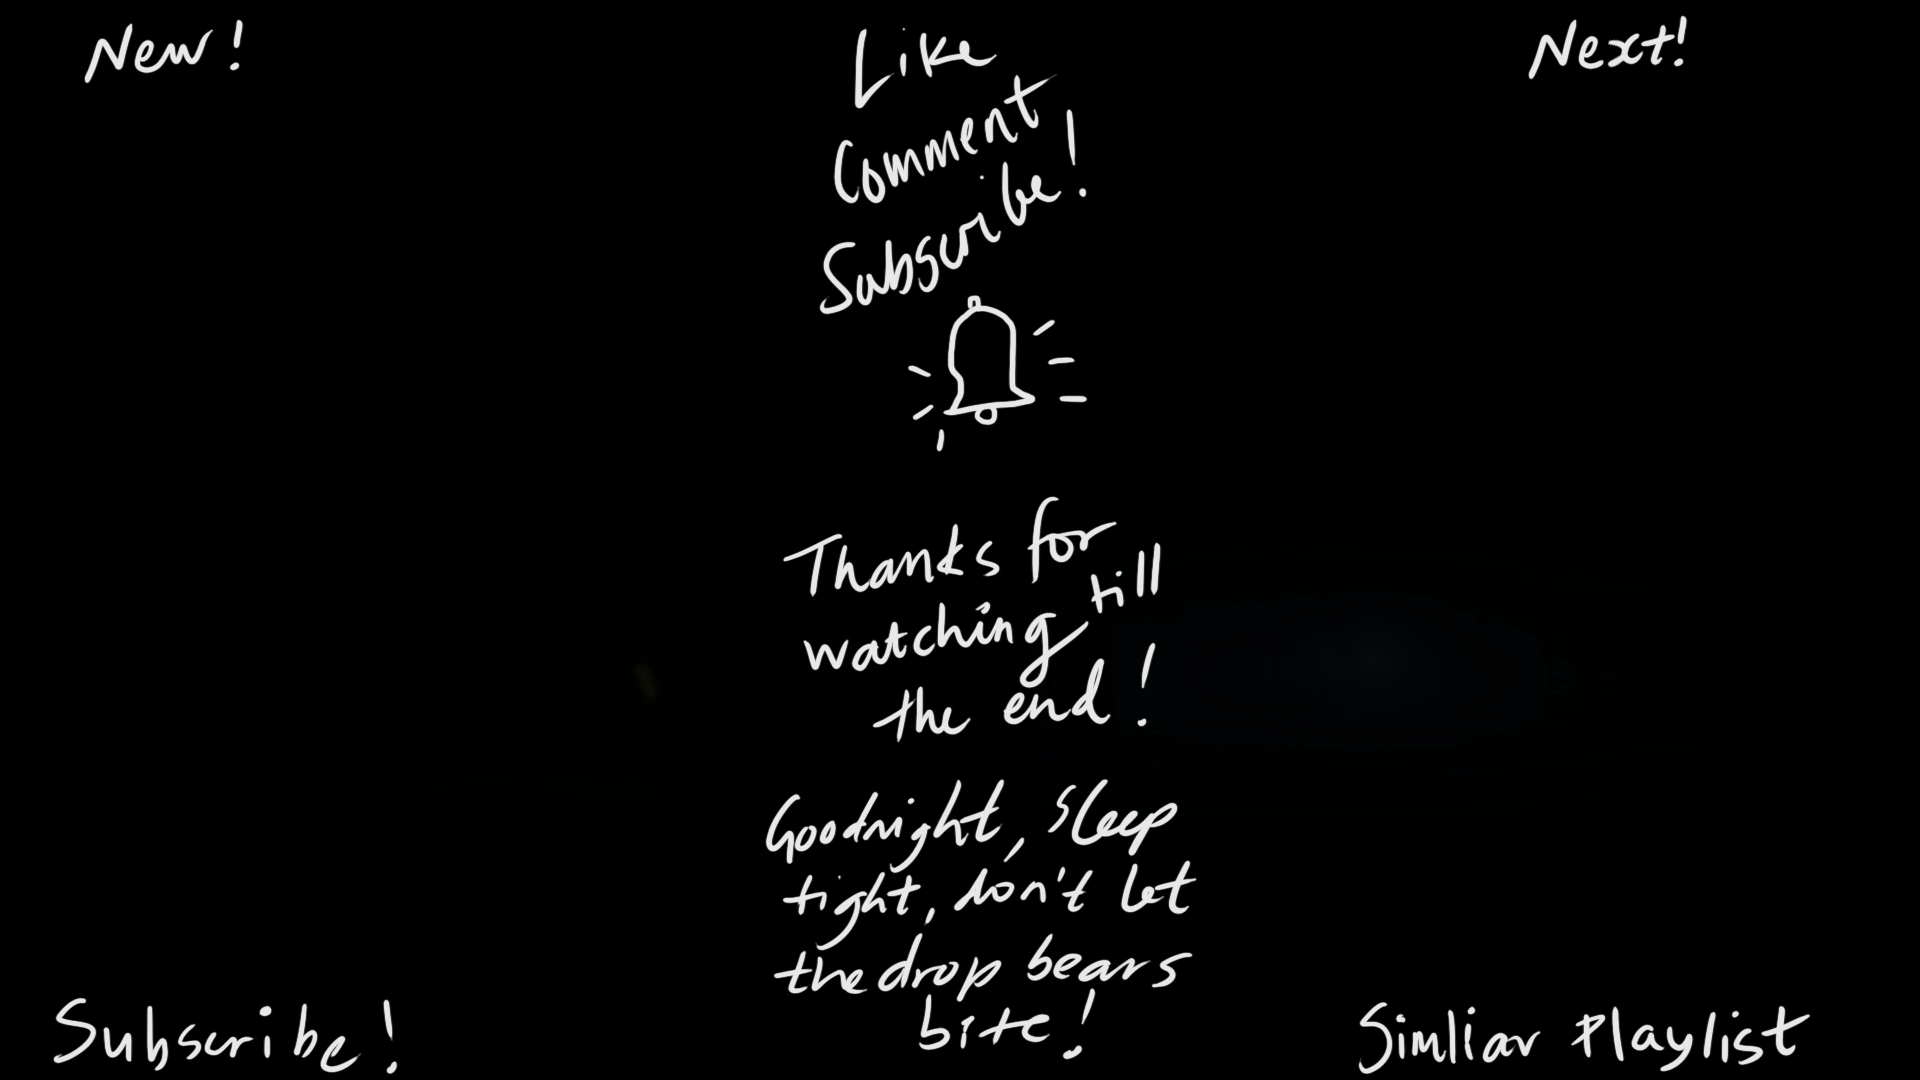 New!
Like
Comment
Subscribe!
Next!
Thanks for
watching till
the end!
Goodnight, sleep
tight, don't let
the drop bears
bite!
Subscribe!
Simliar Playlist